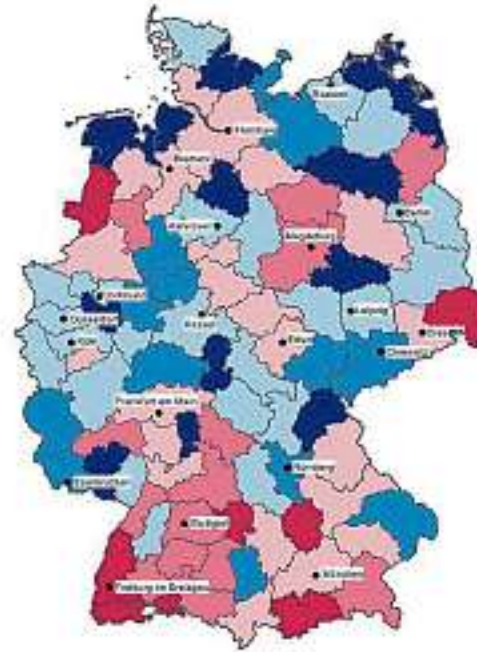 Rostock
Hamburg
Bremen
Berlin
Hannover
Magdeburg
Dortmund
Düsseldorf
Köln
Kassel
Leipzig
Erfurt
Dresden
Chemnitz
Frankfurt am Main
Saarbrücken
Nürnberg
Stuttgart
Freiburg im Breisgau
München